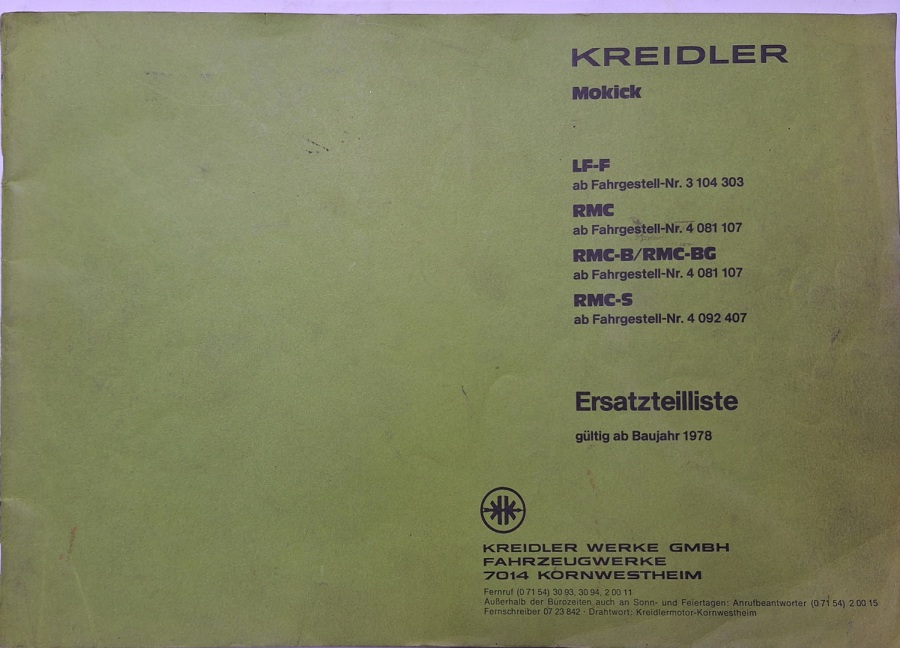 KREIDLER
Mokick
LF-F
ab Fahrgestell-Nr. 3 104 303
RMC
ab Fahrgestell-Nr. 4 081 107
RMC-B/RMC-BG
ab Fahrgestell-Nr. 4 081 107
RMC-S
ab Fahrgestell-Nr. 4 092 407
Ersatzteilliste
gültig ab Baujahr 1978
KREIDLER WERKE GMBH
FAHRZEUGWERKE
7014 KORNWESTHEIM
Fernruf (0 71 54) 30 93, 30 94, 2 00 11
Außerhalb der Bürozeiten auch an Sonn- und Feiertagen: Anrufbeantworter (0 71 54) 2 00 15
Fernschreiber 07 23 842 · Drahtwort: Kreidlermotor-Kornwestheim